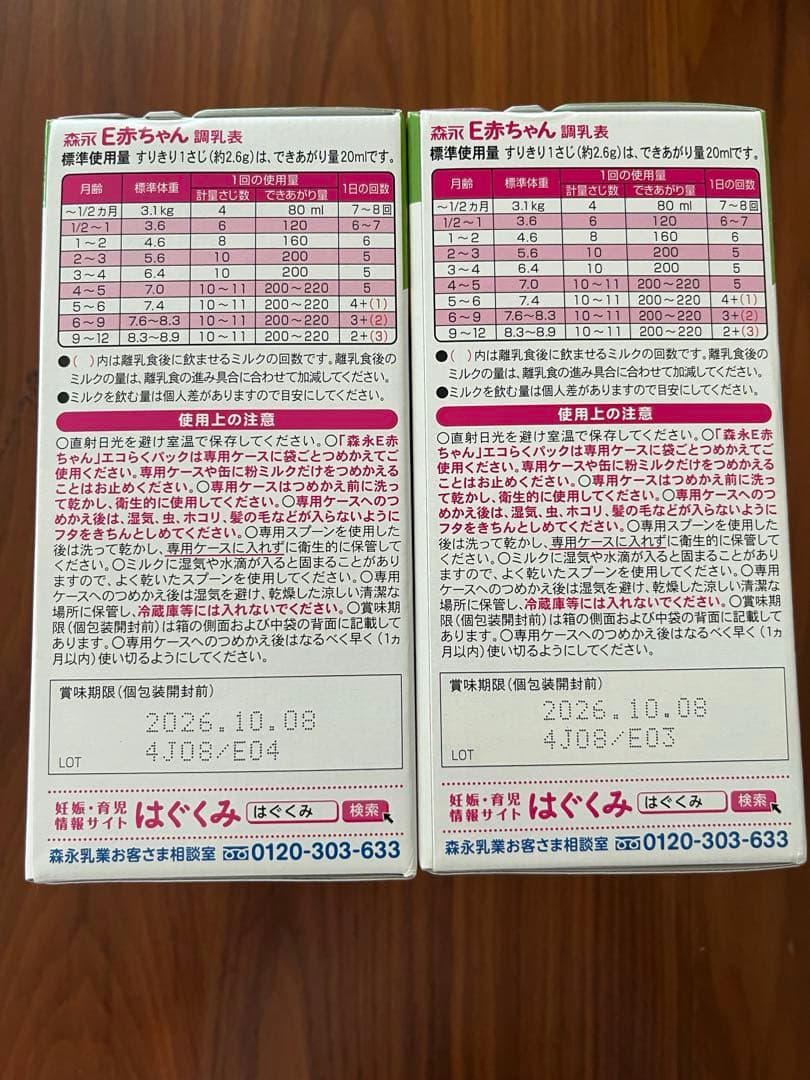 森永 E赤ちゃん 調乳表
標準使用量 すりきり1さじ(約2.6g)は、できあがり量20mlです。
月齢 標準体重 1回の使用量 1日の回数
計量さじ数 できあがり量
～1/2カ月 3.1kg 4 80 ml 7～8回
1/2～1 3.6 6 120 6～7
1～2 4.6 8 160 6
2～3 5.6 10 200 5
3～4 6.4 10 200 5
4～5 7.0 10～11 200～220 5
5～6 7.4 10～11 200～220 4+(1)
6～9 7.6～8.3 10～11 200～220 3+(2)
9～12 8.3～8.9 10～11 200～220 2+(3)
●( )内は離乳食後に飲ませるミルクの回数です。離乳食後の
ミルクの量は、離乳食の進み具合に合わせて加減してください。
●ミルクを飲む量は個人差がありますので目安にしてください。
使用上の注意
○直射日光を避け室温で保存してください。○「森永E赤
ちゃん」エコらくパックは専用ケースに袋ごとつめかえてご
使用ください。専用ケースや缶に粉ミルクだけをつめかえる
ことはお止めください。○専用ケースはつめかえ前に洗っ
て乾かし、衛生的に使用してください。○専用ケースへのつ
めかえ後は、湿気、虫、ホコリ、髪の毛などが入らないように
フタをきちんとしめてください。○専用スプーンを使用した
後は洗って乾かし、専用ケースに入れずに衛生的に保管して
ください。○ミルクに湿気や水滴が入ると固まることがあり
ますので、よく乾いたスプーンを使用してください。○専用
ケースへのつめかえ後は湿気を避け、乾燥した涼しい清潔な
場所に保管し、冷蔵庫等には入れないでください。○賞味期
限(個包装開封前)は箱の側面および中袋の背面に記載して
あります。○専用ケースへのつめかえ後はなるべく早く(1ヵ
月以内)使い切るようにしてください。
賞味期限(個包装開封前)
2026.10.08
4J08/E04
LOT
妊娠・育児
情報サイト はぐくみ はぐくみ 検索
森永乳業お客さま相談室 0120-303-633
森永 E赤ちゃん 調乳表
標準使用量 すりきり1さじ(約2.6g)は、できあがり量20mlです。
月齢 標準体重 1回の使用量 1日の回数
計量さじ数 できあがり量
～1/2カ月 3.1kg 4 80 ml 7～8回
1/2～1 3.6 6 120 6～7
1～2 4.6 8 160 6
2～3 5.6 10 200 5
3～4 6.4 10 200 5
4～5 7.0 10～11 200～220 5
5～6 7.4 10～11 200～220 4+(1)
6～9 7.6～8.3 10～11 200～220 3+(2)
9～12 8.3～8.9 10～11 200～220 2+(3)
●( )内は離乳食後に飲ませるミルクの回数です。離乳食後の
ミルクの量は、離乳食の進み具合に合わせて加減してください。
●ミルクを飲む量は個人差がありますので目安にしてください。
使用上の注意
○直射日光を避け室温で保存してください。○「森永E赤
ちゃん」エコらくパックは専用ケースに袋ごとつめかえてご
使用ください。専用ケースや缶に粉ミルクだけをつめかえる
ことはお止めください。○専用ケースはつめかえ前に洗っ
て乾かし、衛生的に使用してください。○専用ケースへのつ
めかえ後は、湿気、虫、ホコリ、髪の毛などが入らないように
フタをきちんとしめてください。○専用スプーンを使用した
後は洗って乾かし、専用ケースに入れずに衛生的に保管して
ください。○ミルクに湿気や水滴が入ると固まることがあり
ますので、よく乾いたスプーンを使用してください。○専用
ケースへのつめかえ後は湿気を避け、乾燥した涼しい清潔な
場所に保管し、冷蔵庫等には入れないでください。○賞味期
限(個包装開封前)は箱の側面および中袋の背面に記載して
あります。○専用ケースへのつめかえ後はなるべく早く(1ヵ
月以内)使い切るようにしてください。
賞味期限(個包装開封前)
2026.10.08
4J08/E03
LOT
妊娠・育児
情報サイト はぐくみ はぐくみ 検索
森永乳業お客さま相談室 0120-303-633